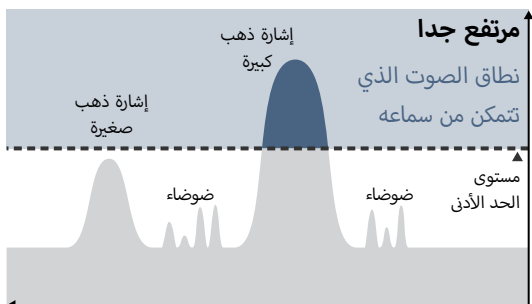 مرتفع جدا
نطاق الصوت الذي
تتمكن من سماعه
إشارة ذهب
كبيرة
إشارة ذهب
صغيرة
مستوى
الحد الأدنى
ضوضاء
ضوضاء